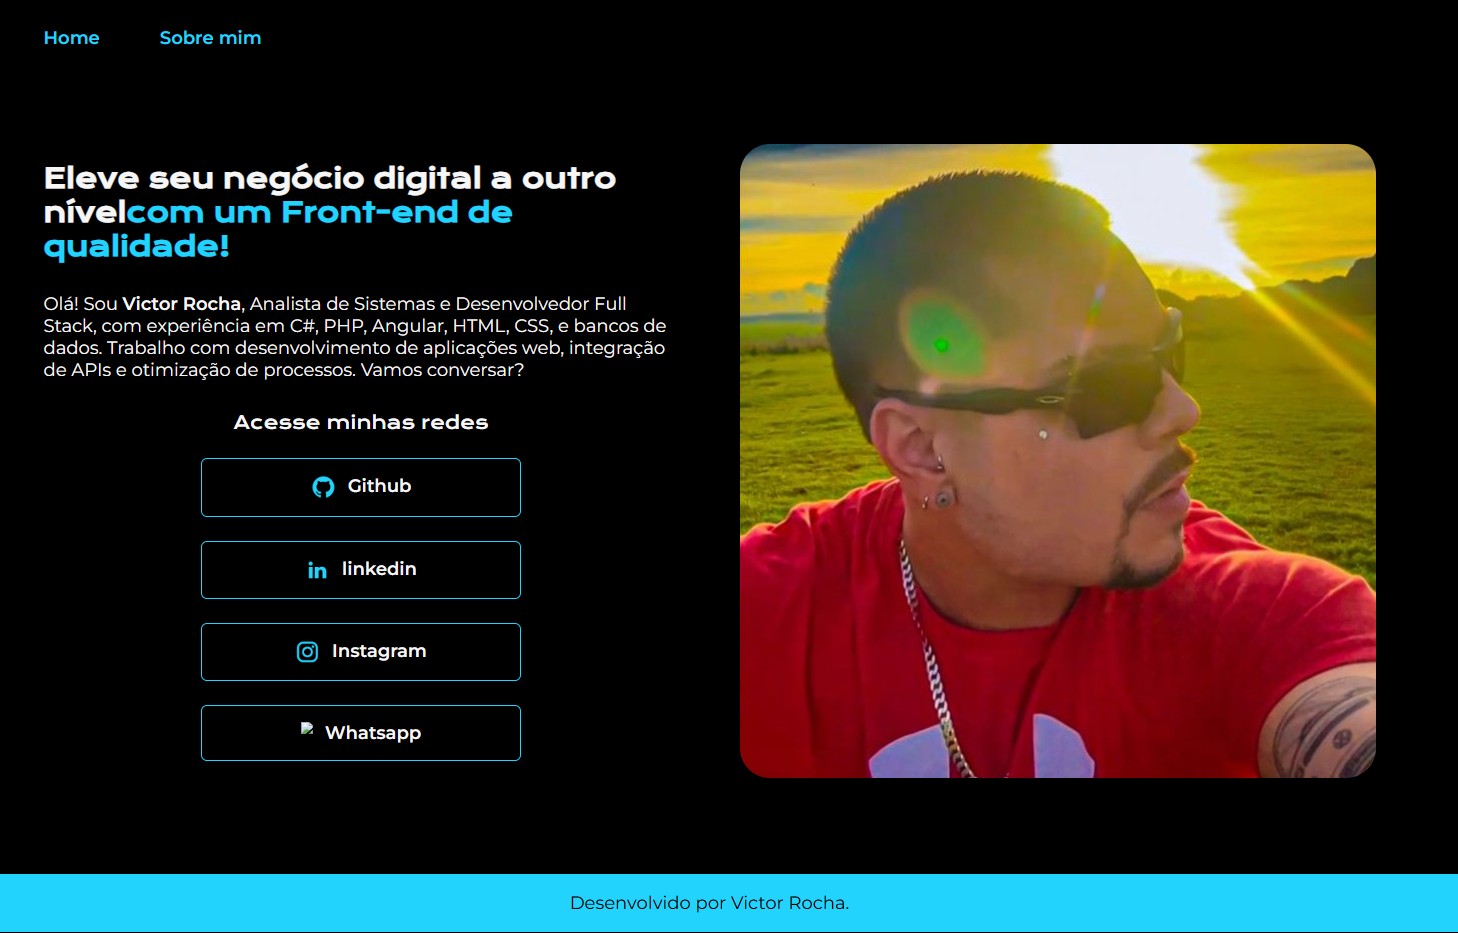 Home
Sobre mim
Eleve seu negócio digital a outro
nívelcom um Front-end de
qualidade!
Olá! Sou Victor Rocha, Analista de Sistemas e Desenvolvedor Full
Stack, com experiência em C#, PHP, Angular, HTML, CSS, e bancos de
dados. Trabalho com desenvolvimento de aplicações web, integração
de APIs e otimização de processos. Vamos conversar?
Acesse minhas redes
Github
linkedin
Instagram
Whatsapp
Desenvolvido por Victor Rocha.